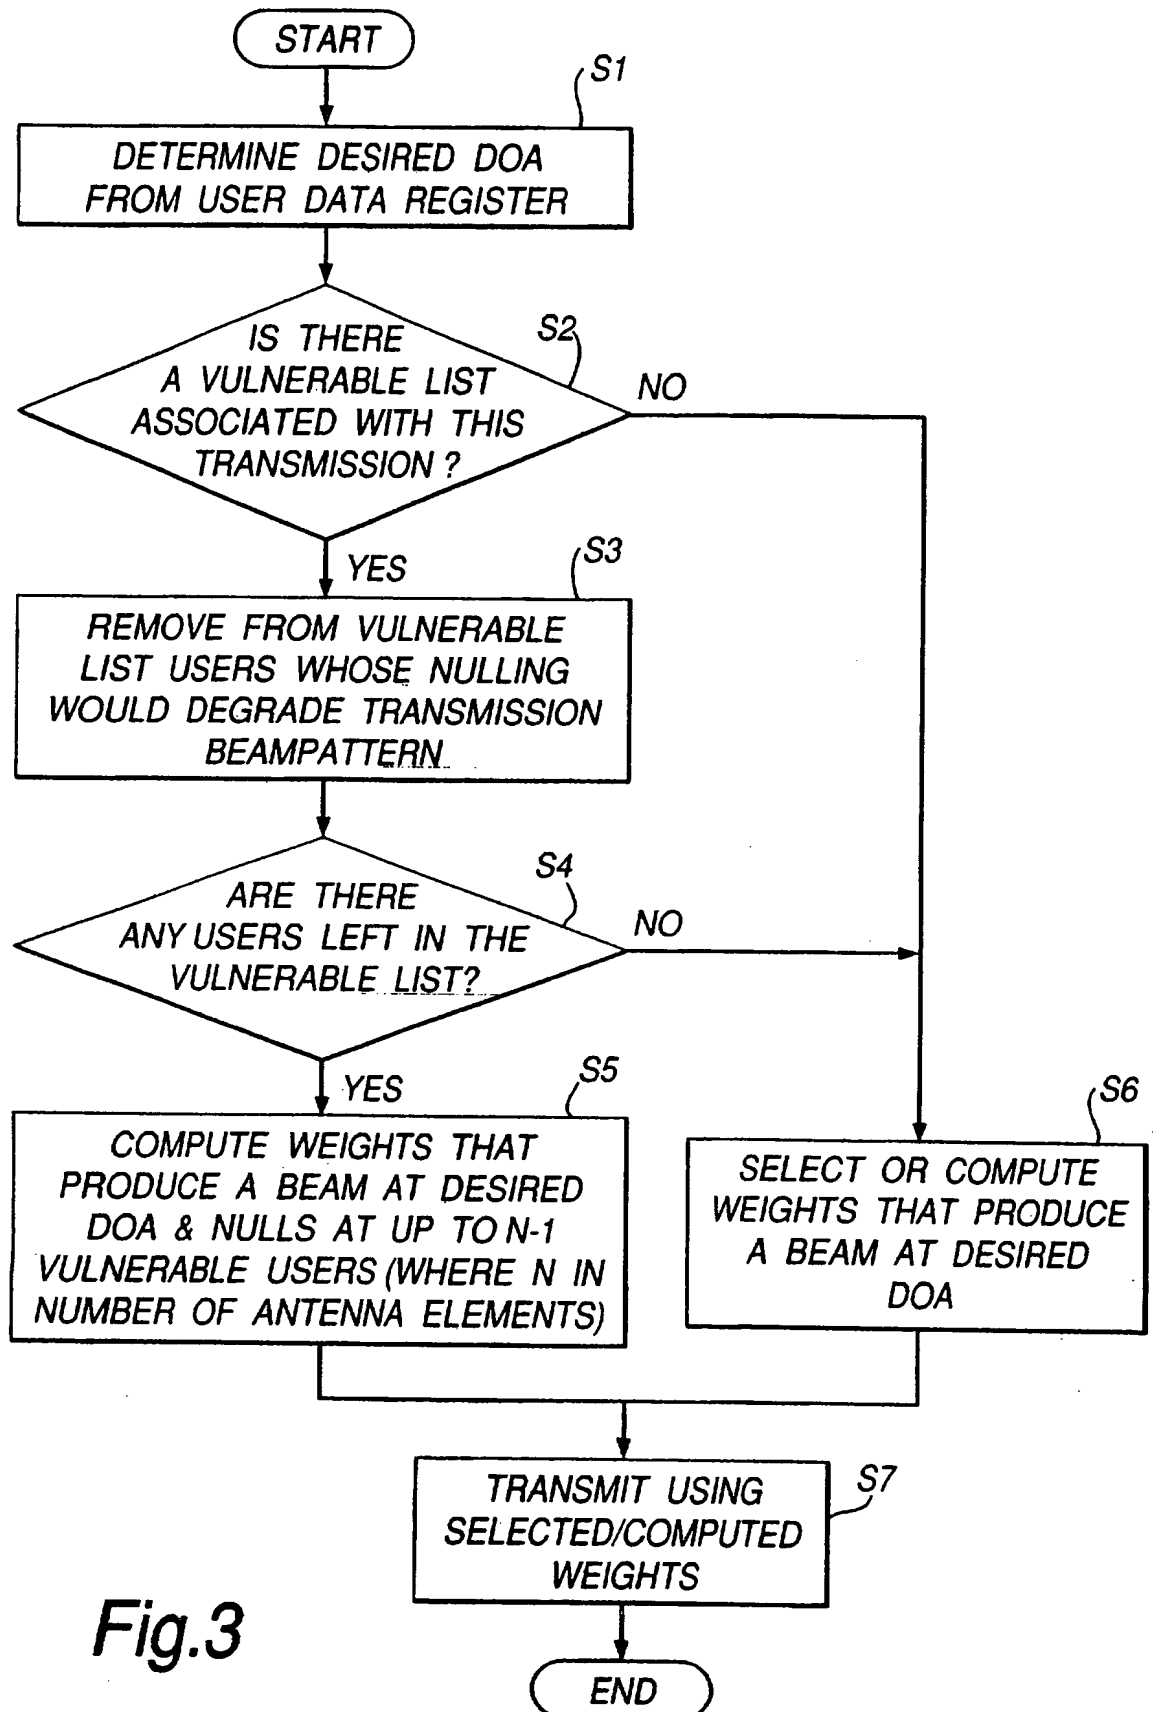 START
S1
DETERMINE DESIRED DOA
FROM USER DATA REGISTER
S2
IS THERE
A VULNERABLE LIST
ASSOCIATED WITH THIS
TRANSMISSION ?
NO
YES
S3
REMOVE FROM VULNERABLE
LIST USERS WHOSE NULLING
WOULD DEGRADE TRANSMISSION
BEAMPATTERN
S4
ARE THERE
ANY USERS LEFT IN THE
VULNERABLE LIST?
NO
YES
S5
COMPUTE WEIGHTS THAT
PRODUCE A BEAM AT DESIRED
DOA & NULLS AT UP TO N-1
VULNERABLE USERS (WHERE N IN
NUMBER OF ANTENNA ELEMENTS)
S6
SELECT OR COMPUTE
WEIGHTS THAT PRODUCE
A BEAM AT DESIRED
DOA
S7
TRANSMIT USING
SELECTED/COMPUTED
WEIGHTS
Fig.3
END